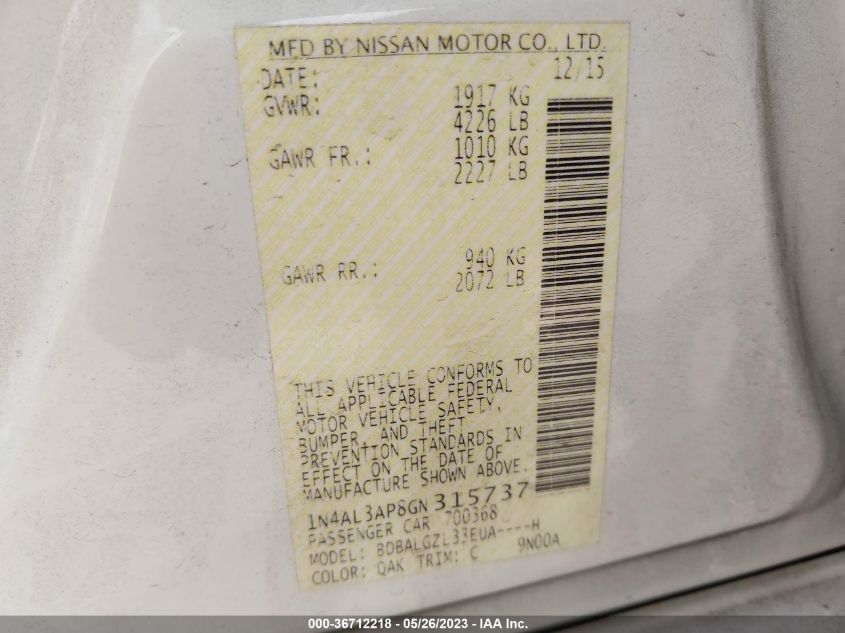 MFD BY NISSAN MOTOR CO., LTD.
DATE: 12/15
GVWR: 1917 KG
4226 LB
GAWR FR.: 1010 KG
2227 LB
GAWR RR.: 940 KG
2072 LB
THIS VEHICLE CONFORMS TO
ALL APPLICABLE FEDERAL
MOTOR VEHICLE SAFETY,
BUMPER, AND THEFT
PREVENTION STANDARDS IN
EFFECT ON THE DATE OF
MANUFACTURE SHOWN ABOVE.
1N4AL3AP8GN315737
PASSENGER CAR 700368
MODEL: BDBALGZL33EUA----H
COLOR: QAK TRIM: C 9N00A
000-36712218 - 05/26/2023 - IAA Inc.